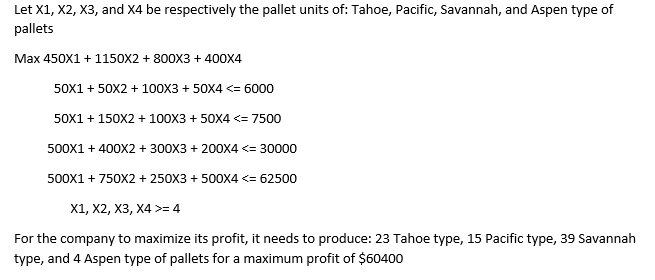 Let X1, X2, X3, and X4 be respectively the pallet units of: Tahoe, Pacific, Savannah, and Aspen type of
pallets
Max 450X1 + 1150X2 + 800X3 + 400X4
50X1 + 50X2 + 100X3 + 50X4 <= 6000
50X1 + 150X2 + 100X3 + 50X4 <= 7500
500X1 + 400X2 + 300X3 + 200X4 <= 30000
500X1 + 750X2 + 250X3 + 500X4 <= 62500
X1, X2, X3, X4 >= 4
For the company to maximize its profit, it needs to produce: 23 Tahoe type, 15 Pacific type, 39 Savannah
type, and 4 Aspen type of pallets for a maximum profit of $60400